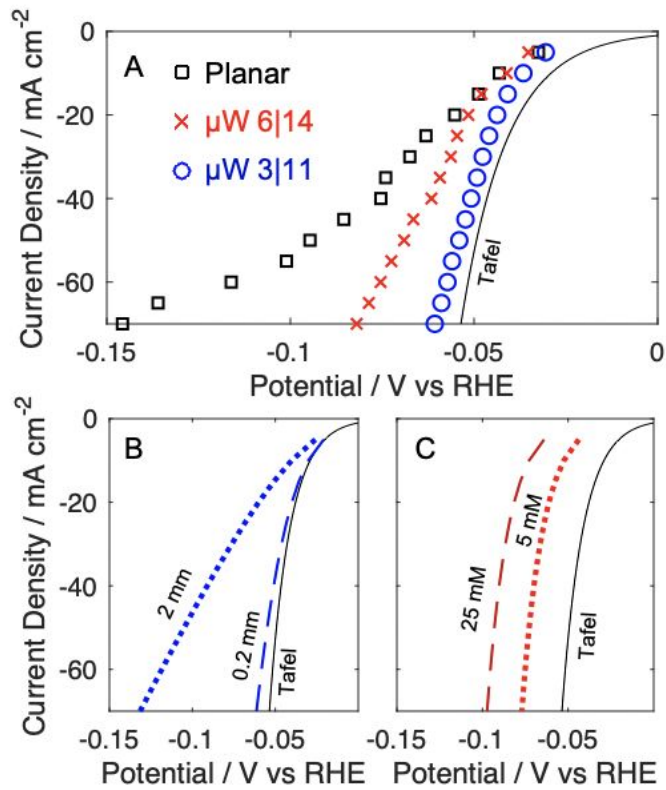 0
-20
-40
-60
Current Density / mA cm⁻²
A
Planar
µW 6|14
µW 3|11
Tafel
-0.15
-0.1
-0.05
0
Potential / V vs RHE
0
-20
-40
-60
Current Density / mA cm⁻²
B
2 mm
0.2 mm
Tafel
-0.15
-0.1
-0.05
Potential / V vs RHE
C
25 mM
5 mM
Tafel
-0.15
-0.1
-0.05
Potential / V vs RHE